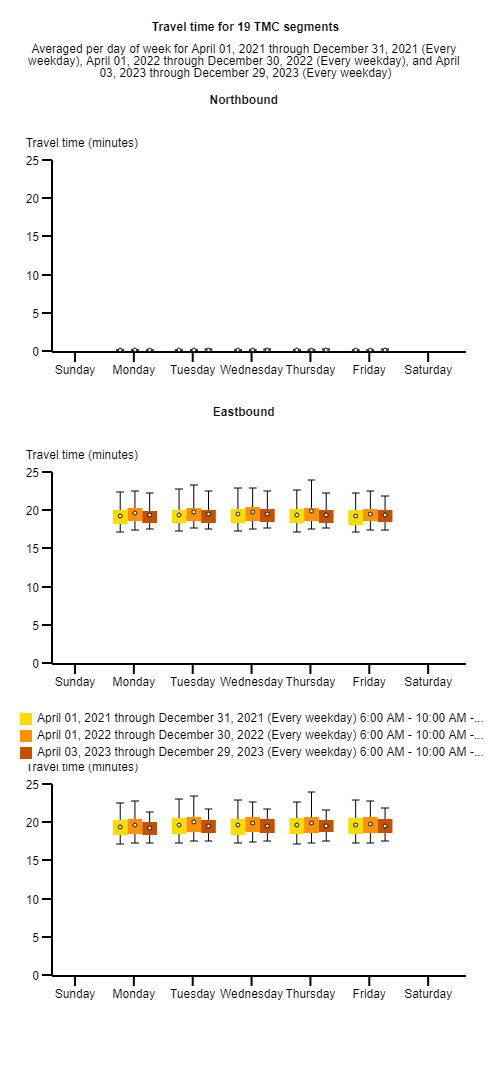 Travel time for 19 TMC segments
Averaged per day of week for April 01, 2021 through December 31, 2021 (Every
weekday), April 01, 2022 through December 30, 2022 (Every weekday), and April
03, 2023 through December 29, 2023 (Every weekday)
Northbound
Travel time (minutes)
25
20
15
10
5
0
Sunday Monday Tuesday Wednesday Thursday Friday Saturday
Eastbound
Travel time (minutes)
25
20
15
10
5
0
Sunday Monday Tuesday Wednesday Thursday Friday Saturday
April 01, 2021 through December 31, 2021 (Every weekday) 6:00 AM - 10:00 AM -...
April 01, 2022 through December 30, 2022 (Every weekday) 6:00 AM - 10:00 AM -...
April 03, 2023 through December 29, 2023 (Every weekday) 6:00 AM - 10:00 AM -...
Travel time (minutes)
25
20
15
10
5
0
Sunday Monday Tuesday Wednesday Thursday Friday Saturday